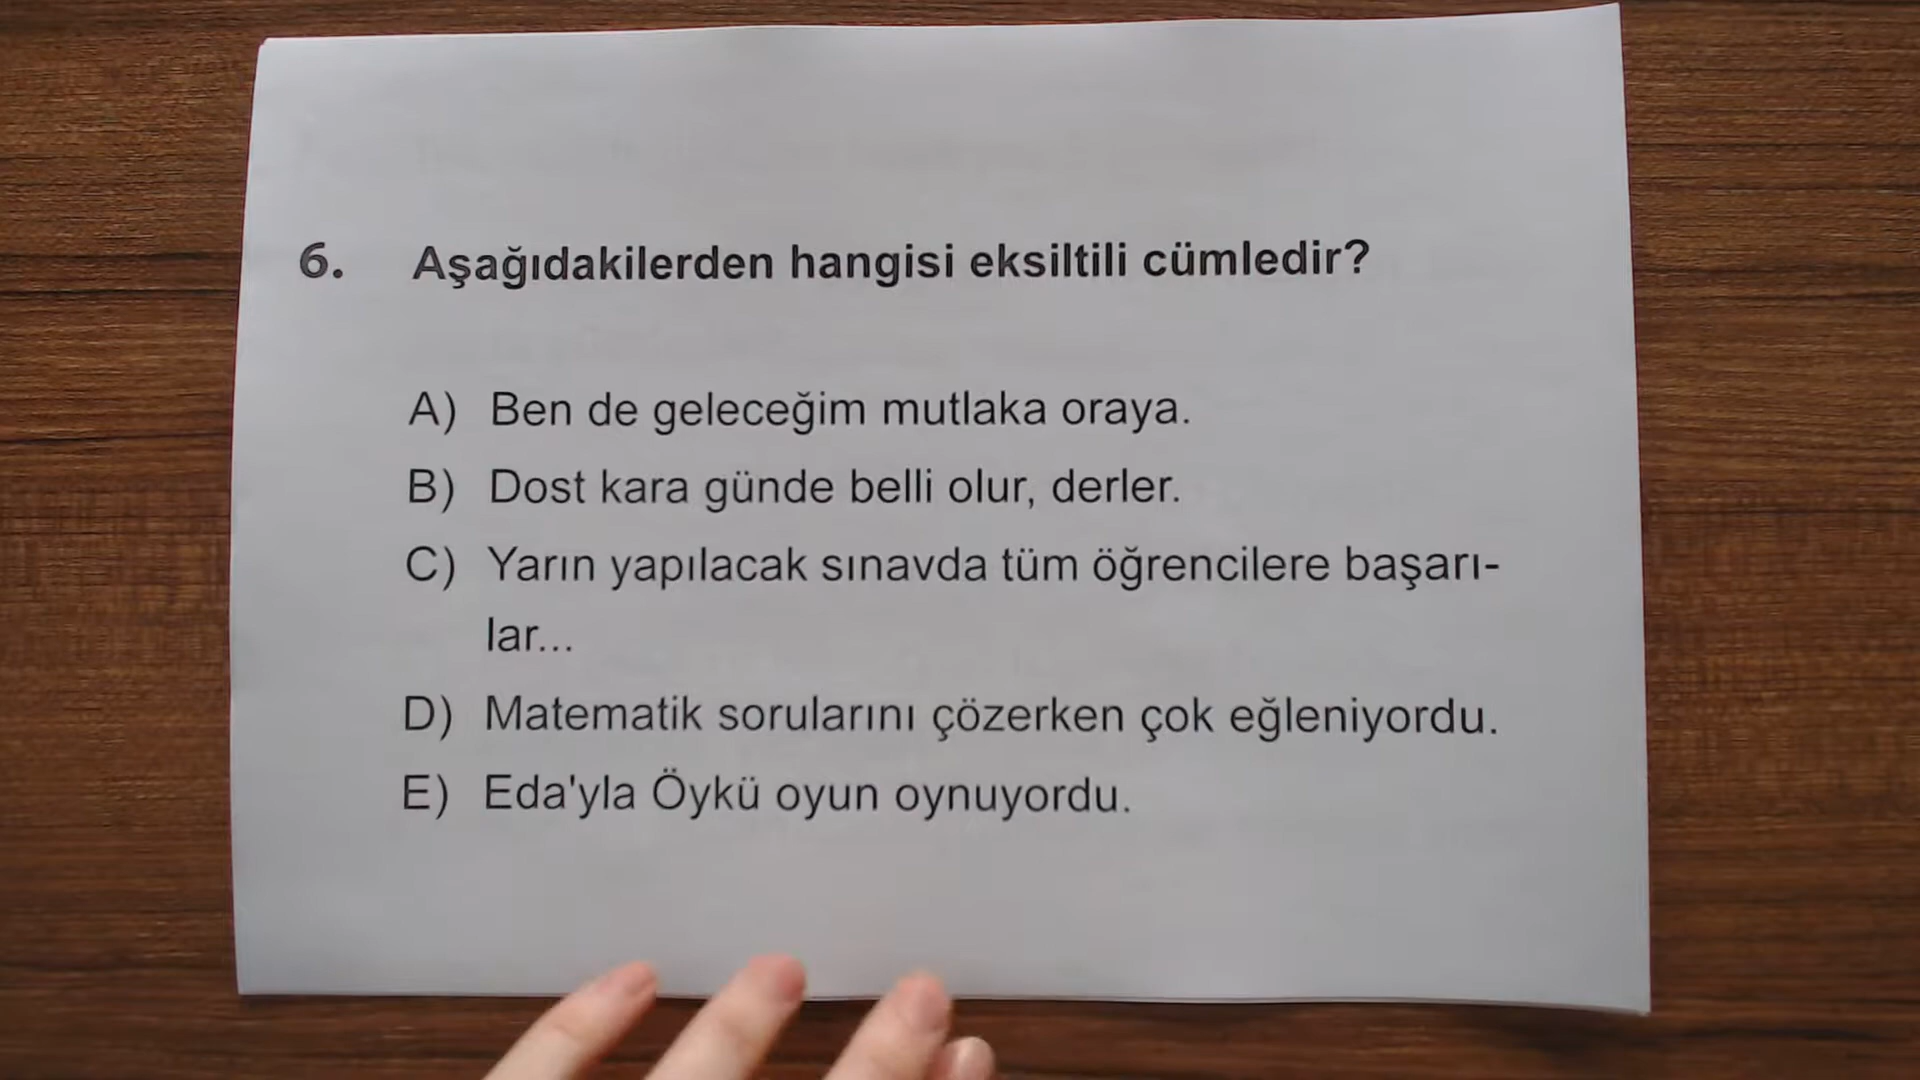 6. Aşağıdakilerden hangisi eksiltili cümledir?
A) Ben de geleceğim mutlaka oraya.
B) Dost kara günde belli olur, derler.
C) Yarın yapılacak sınavda tüm öğrencilere başarı-
lar...
D) Matematik sorularını çözerken çok eğleniyordu.
E) Eda'yla Öykü oyun oynuyordu.